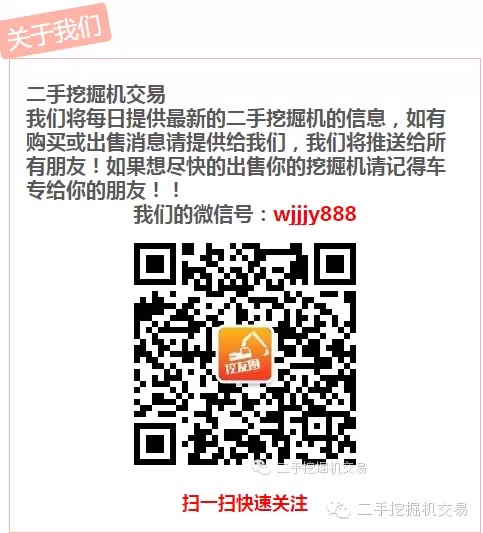 关于我们
二手挖掘机交易
我们将每日提供最新的二手挖掘机的信息，如有
购买或出售消息请提供给我们，我们将推送给所
有朋友！如果想尽快的出售你的挖掘机请记得车
专给你的朋友！！
我们的微信号：wjjjy888
挖友圈
二手挖掘机交易
扫一扫快速关注
二手挖掘机交易